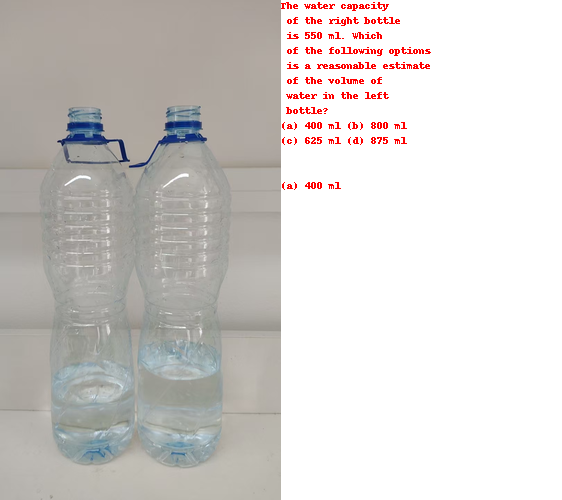 The water capacity
of the right bottle
is 550 ml. Which
of the following options
is a reasonable estimate
of the volume of
water in the left
bottle?
(a) 400 ml (b) 800 ml
(c) 625 ml (d) 875 ml
(a) 400 ml